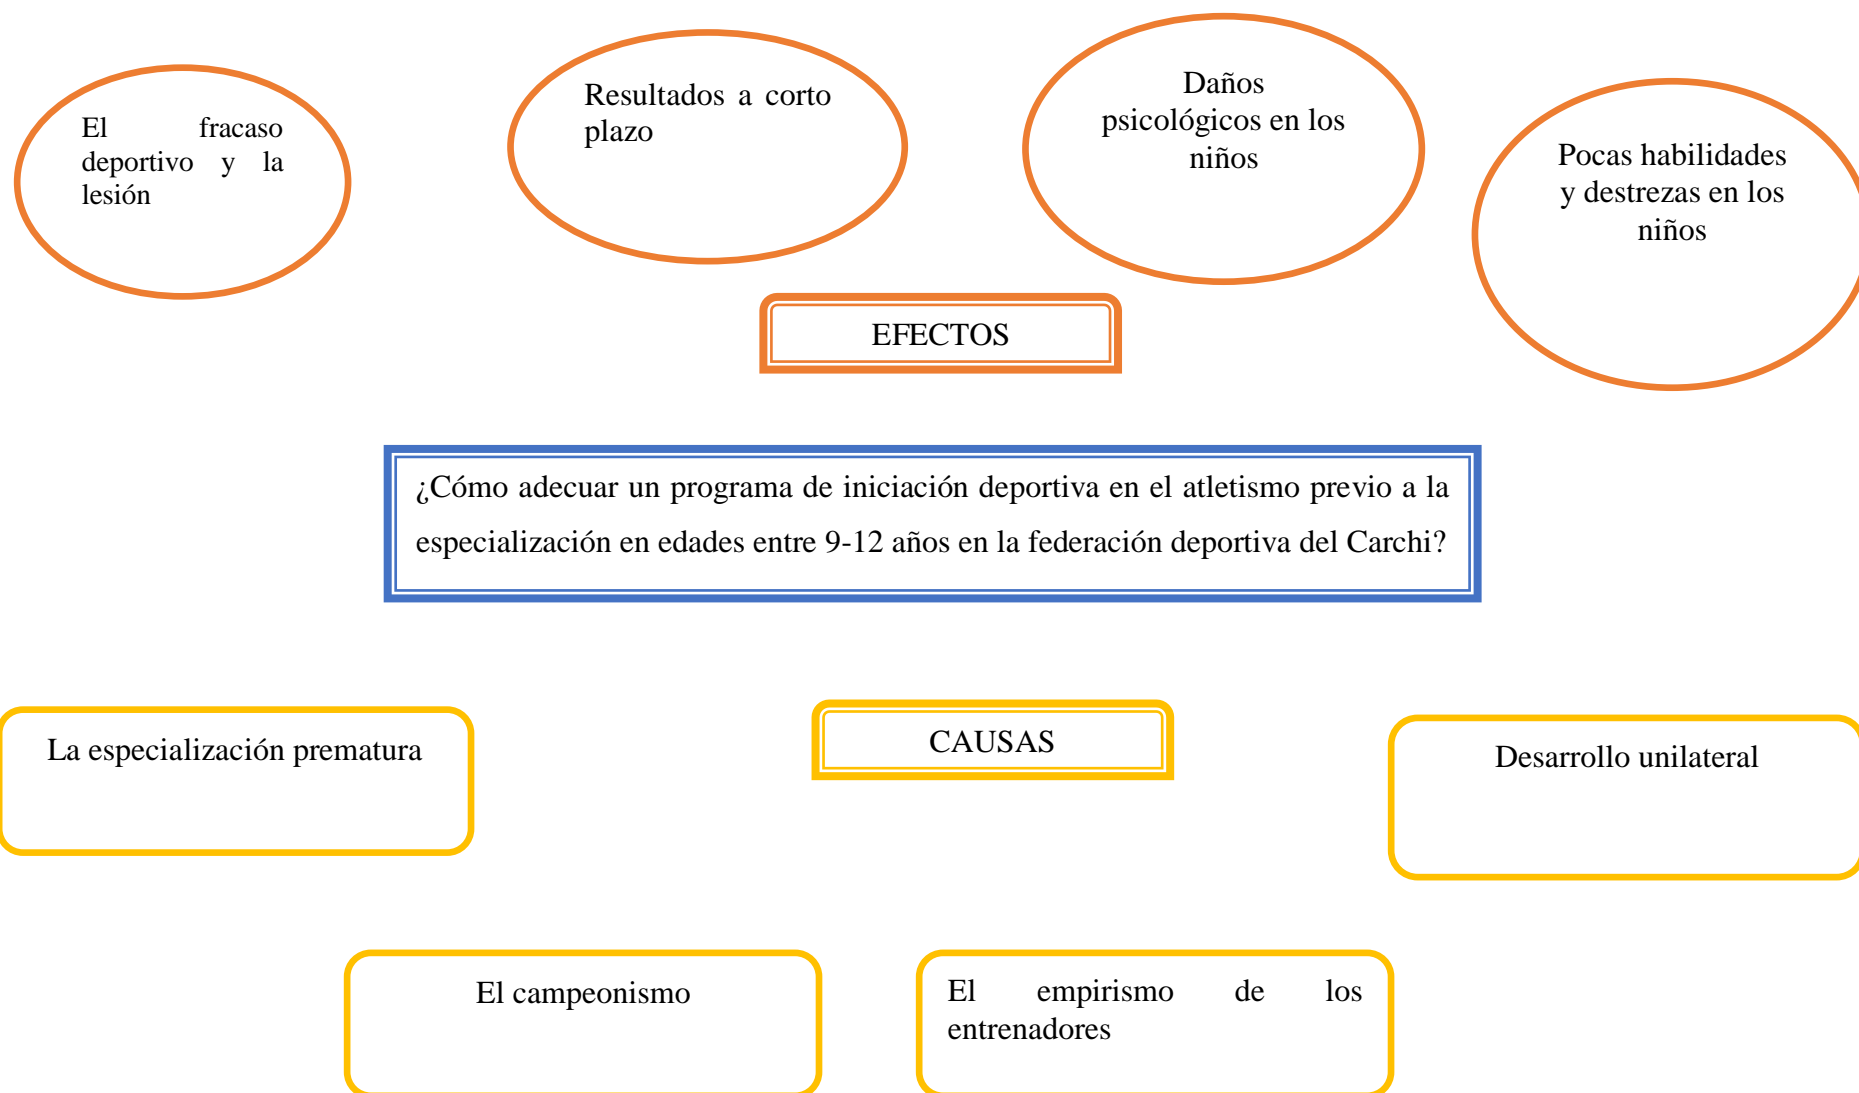 El fracaso
deportivo y la
lesión
Resultados a corto
plazo
Daños
psicológicos en los
niños
Pocas habilidades
y destrezas en los
niños
EFECTOS
¿Cómo adecuar un programa de iniciación deportiva en el atletismo previo a la
especialización en edades entre 9-12 años en la federación deportiva del Carchi?
La especialización prematura
CAUSAS
Desarrollo unilateral
El campeonismo
El empirismo de los
entrenadores